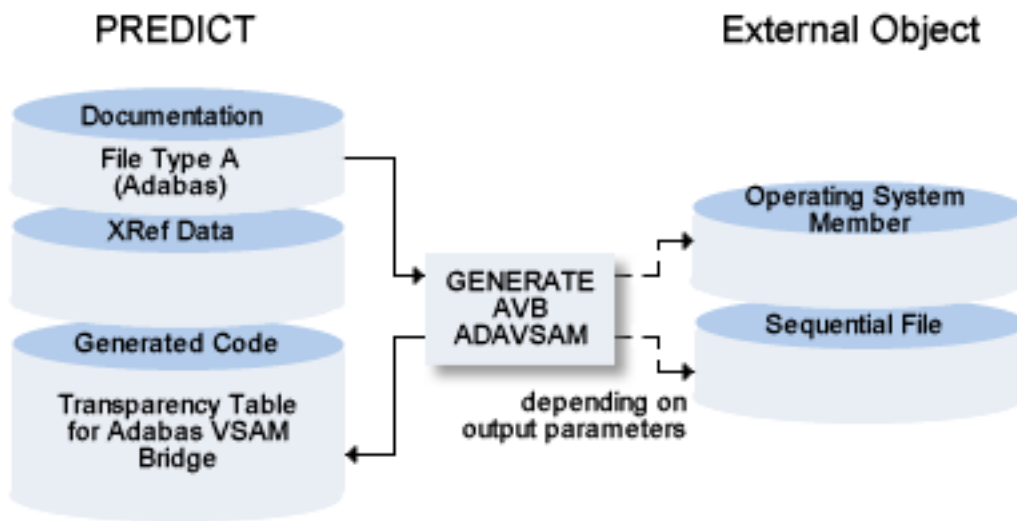 PREDICT
External Object
Documentation
File Type A
(Adabas)
XRef Data
Generated Code
Transparency Table
for Adabas VSAM
Bridge
GENERATE
AVB
ADAVSAM
depending on
output parameters
Operating System
Member
Sequential File